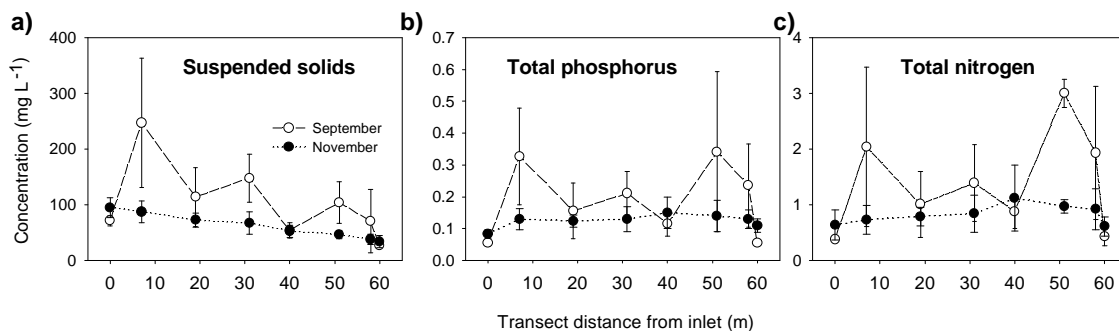 a)
Suspended solids
Concentration (mg L-1)
400
300
200
100
0
September
November
0 10 20 30 40 50 60
b)
Total phosphorus
0.7
0.6
0.5
0.4
0.3
0.2
0.1
0.0
0 10 20 30 40 50 60
c)
Total nitrogen
4
3
2
1
0
0 10 20 30 40 50 60
Transect distance from inlet (m)